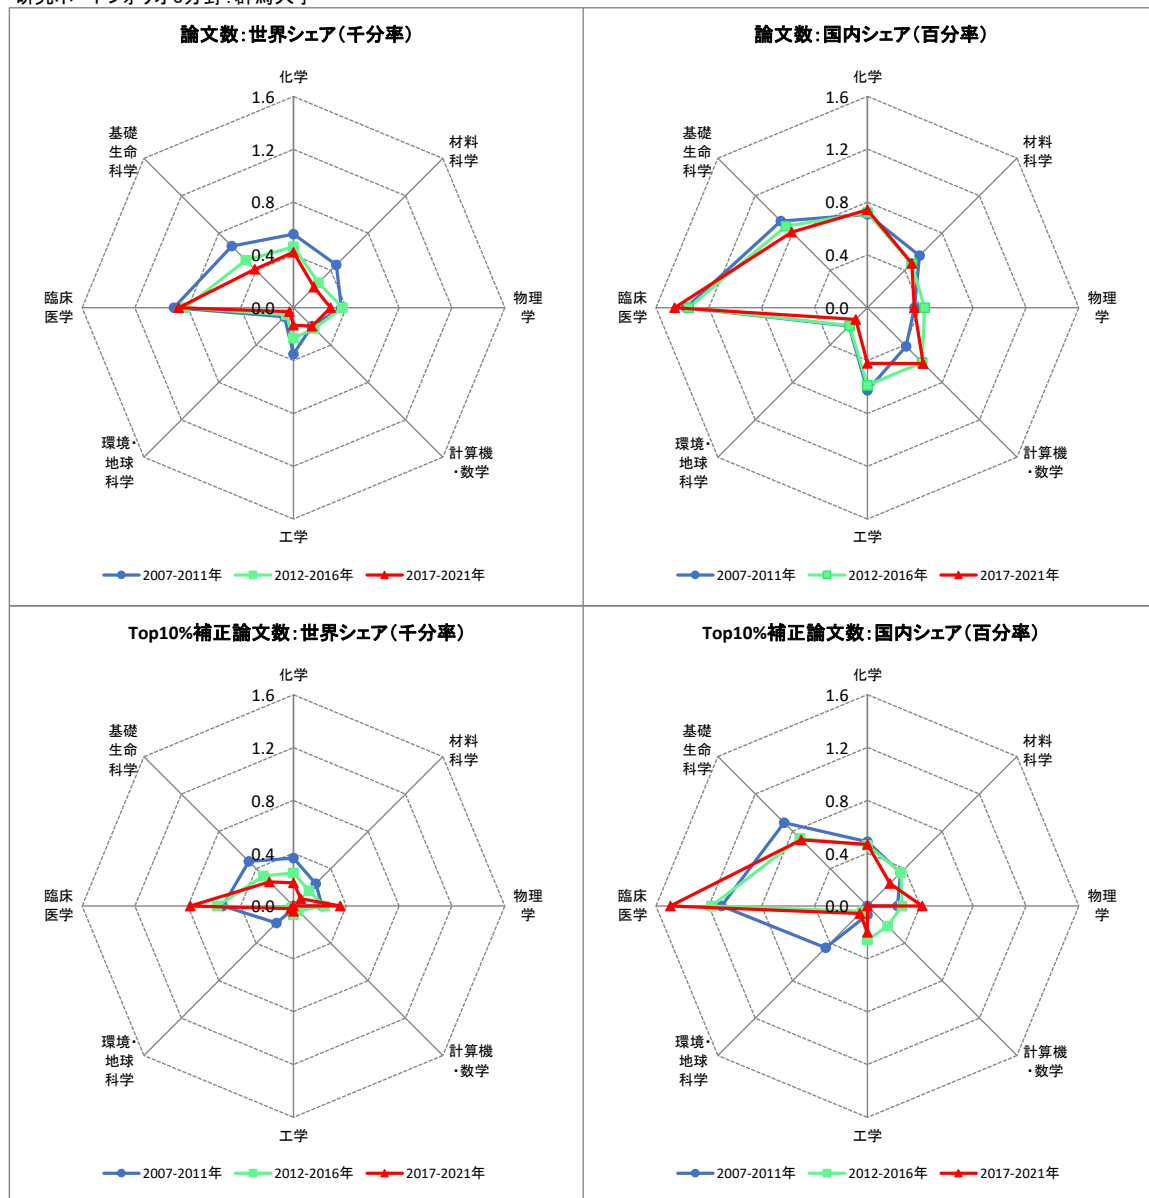 論文数:世界シェア(千分率)
化学
1.6
1.2
0.8
0.4
0.0
材料
科学
物理
学
計算機
・数学
工学
環境・
地球
科学
臨床
医学
基礎
生命
科学
2007-2011年
2012-2016年
2017-2021年
論文数:国内シェア(百分率)
化学
1.6
1.2
0.8
0.4
0.0
材料
科学
物理
学
計算機
・数学
工学
環境・
地球
科学
臨床
医学
基礎
生命
科学
2007-2011年
2012-2016年
2017-2021年
Top10%補正論文数:世界シェア(千分率)
化学
1.6
1.2
0.8
0.4
0.0
材料
科学
物理
学
計算機
・数学
工学
環境・
地球
科学
臨床
医学
基礎
生命
科学
2007-2011年
2012-2016年
2017-2021年
Top10%補正論文数:国内シェア(百分率)
化学
1.6
1.2
0.8
0.4
0.0
材料
科学
物理
学
計算機
・数学
工学
環境・
地球
科学
臨床
医学
基礎
生命
科学
2007-2011年
2012-2016年
2017-2021年